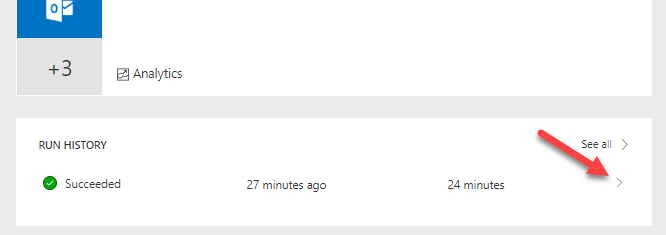 +3
Analytics
RUN HISTORY See all
Succeeded 27 minutes ago 24 minutes